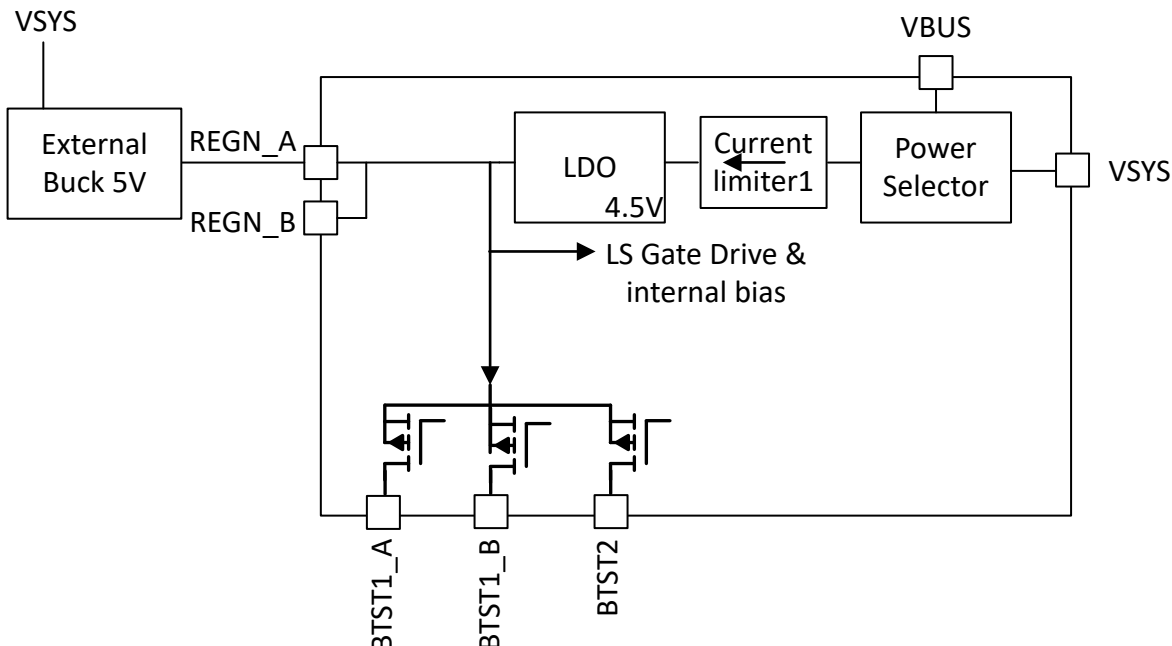 VSYS
VBUS
External
Buck 5V
REGN_A
REGN_B
LDO
4.5V
Current
limiter1
Power
Selector
VSYS
LS Gate Drive &
internal bias
BTST1_A
BTST1_B
BTST2